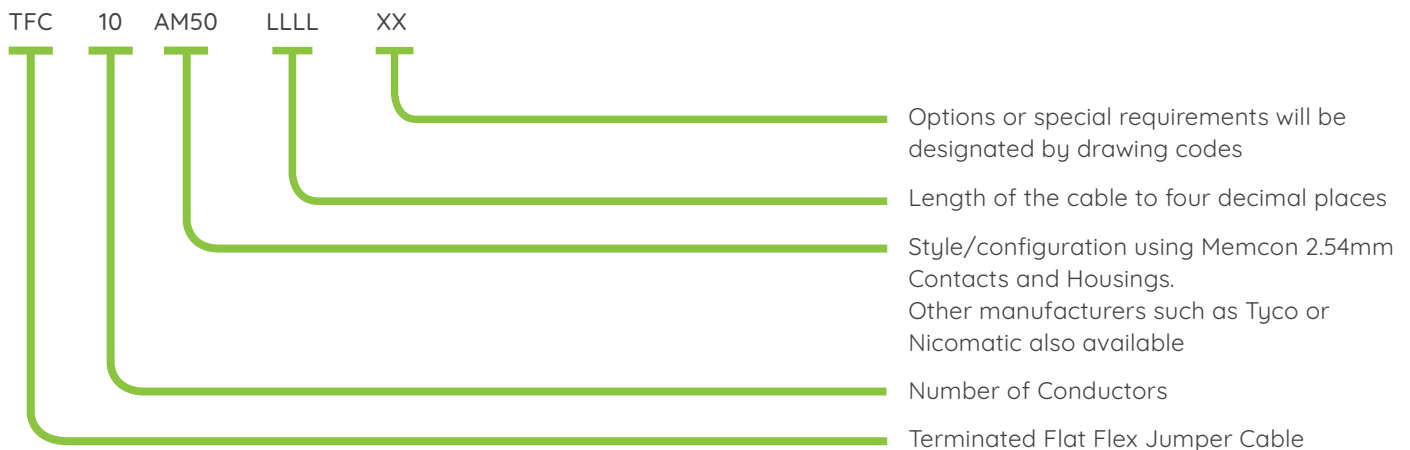 TFC 10 AM50 LLLL XX
Options or special requirements will be
designated by drawing codes
Length of the cable to four decimal places
Style/configuration using Memcon 2.54mm
Contacts and Housings.
Other manufacturers such as Tyco or
Nicomatic also available
Number of Conductors
Terminated Flat Flex Jumper Cable